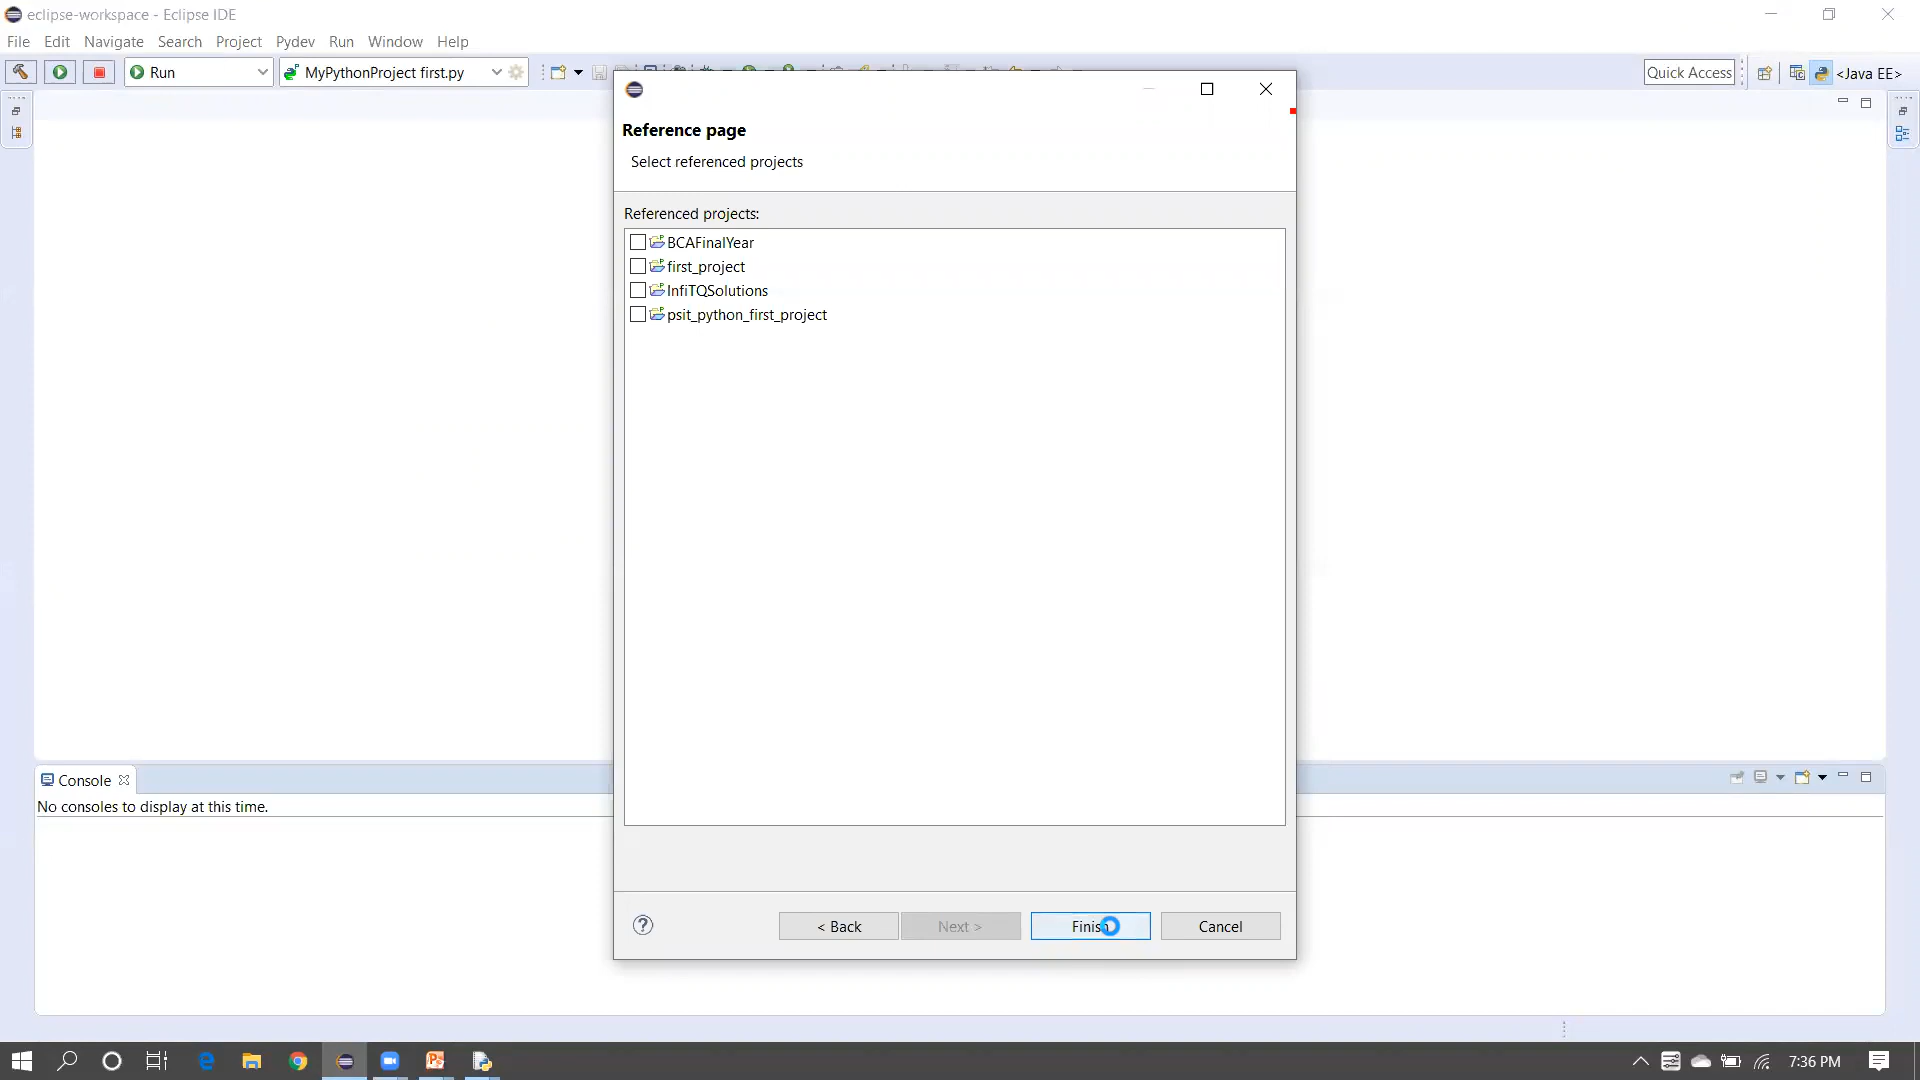 eclipse-workspace - Eclipse IDE
File Edit Navigate Search Project Pydev Run Window Help
Run MyPythonProject first.py Quick Access <Java EE>
Reference page
Select referenced projects
Referenced projects:
BCAFinalYear
first_project
InfiTQSolutions
psit_python_first_project
Console
No consoles to display at this time.
? < Back Next > Finish Cancel
7:36 PM